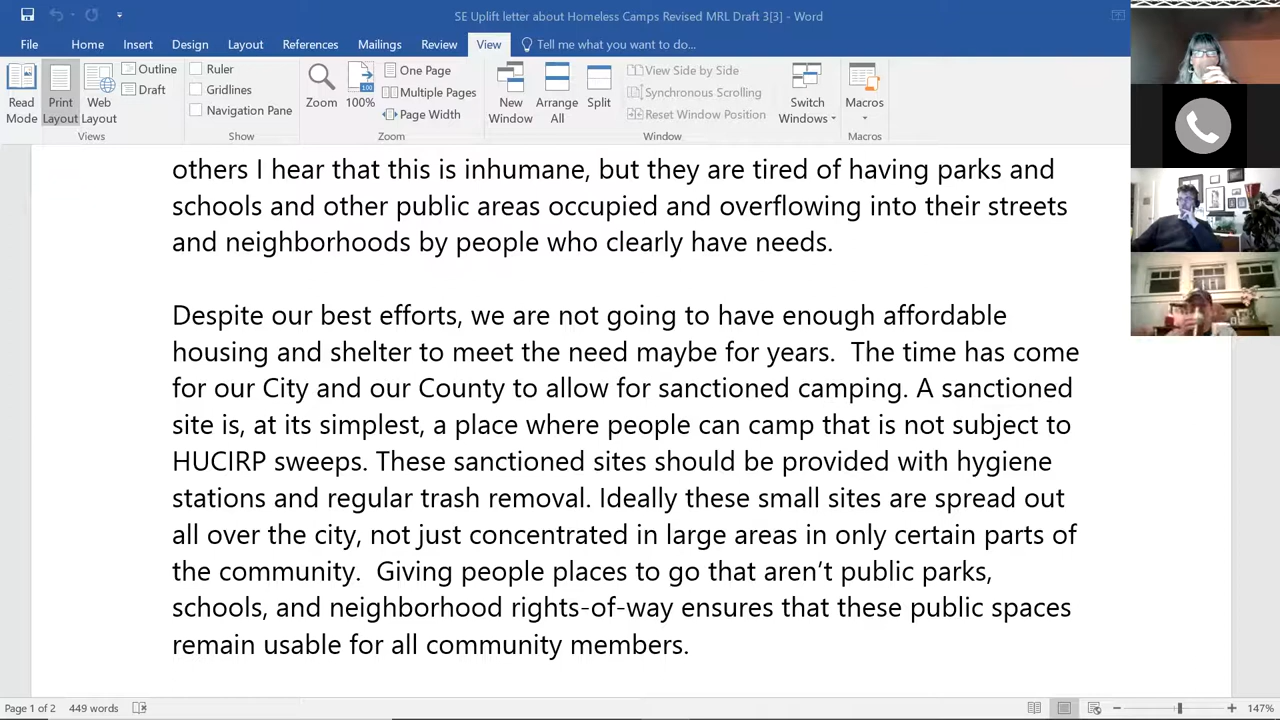 SE Uplift letter about Homeless Camps Revised MRL Draft 3[3] - Word
File Home Insert Design Layout References Mailings Review View Tell me what you want to do...
Read Mode
Print Layout
Web Layout
Outline
Draft
Views
Ruler
Gridlines
Navigation Pane
Show
Zoom
100%
One Page
Multiple Pages
Page Width
Zoom
New Window
Arrange All
Split
View Side by Side
Synchronous Scrolling
Reset Window Position
Window
Switch Windows
Macros
Macros
others I hear that this is inhumane, but they are tired of having parks and
schools and other public areas occupied and overflowing into their streets
and neighborhoods by people who clearly have needs.
Despite our best efforts, we are not going to have enough affordable
housing and shelter to meet the need maybe for years.  The time has come
for our City and our County to allow for sanctioned camping. A sanctioned
site is, at its simplest, a place where people can camp that is not subject to
HUCIRP sweeps. These sanctioned sites should be provided with hygiene
stations and regular trash removal. Ideally these small sites are spread out
all over the city, not just concentrated in large areas in only certain parts of
the community.  Giving people places to go that aren’t public parks,
schools, and neighborhood rights-of-way ensures that these public spaces
remain usable for all community members.
Page 1 of 2 449 words 147%